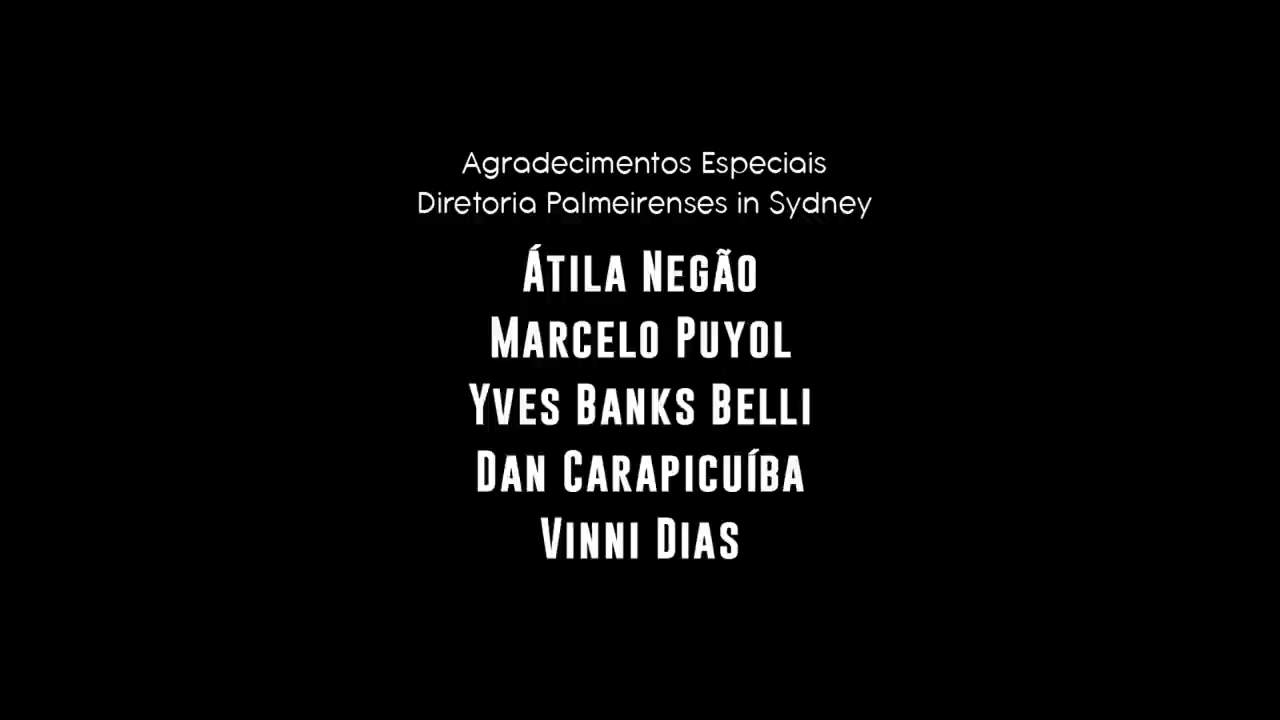 Agradecimentos Especiais
Diretoria Palmeirenses in Sydney
ÁTILA NEGÃO
MARCELO PUYOL
YVES BANKS BELLI
DAN CARAPICUÍBA
VINNI DIAS